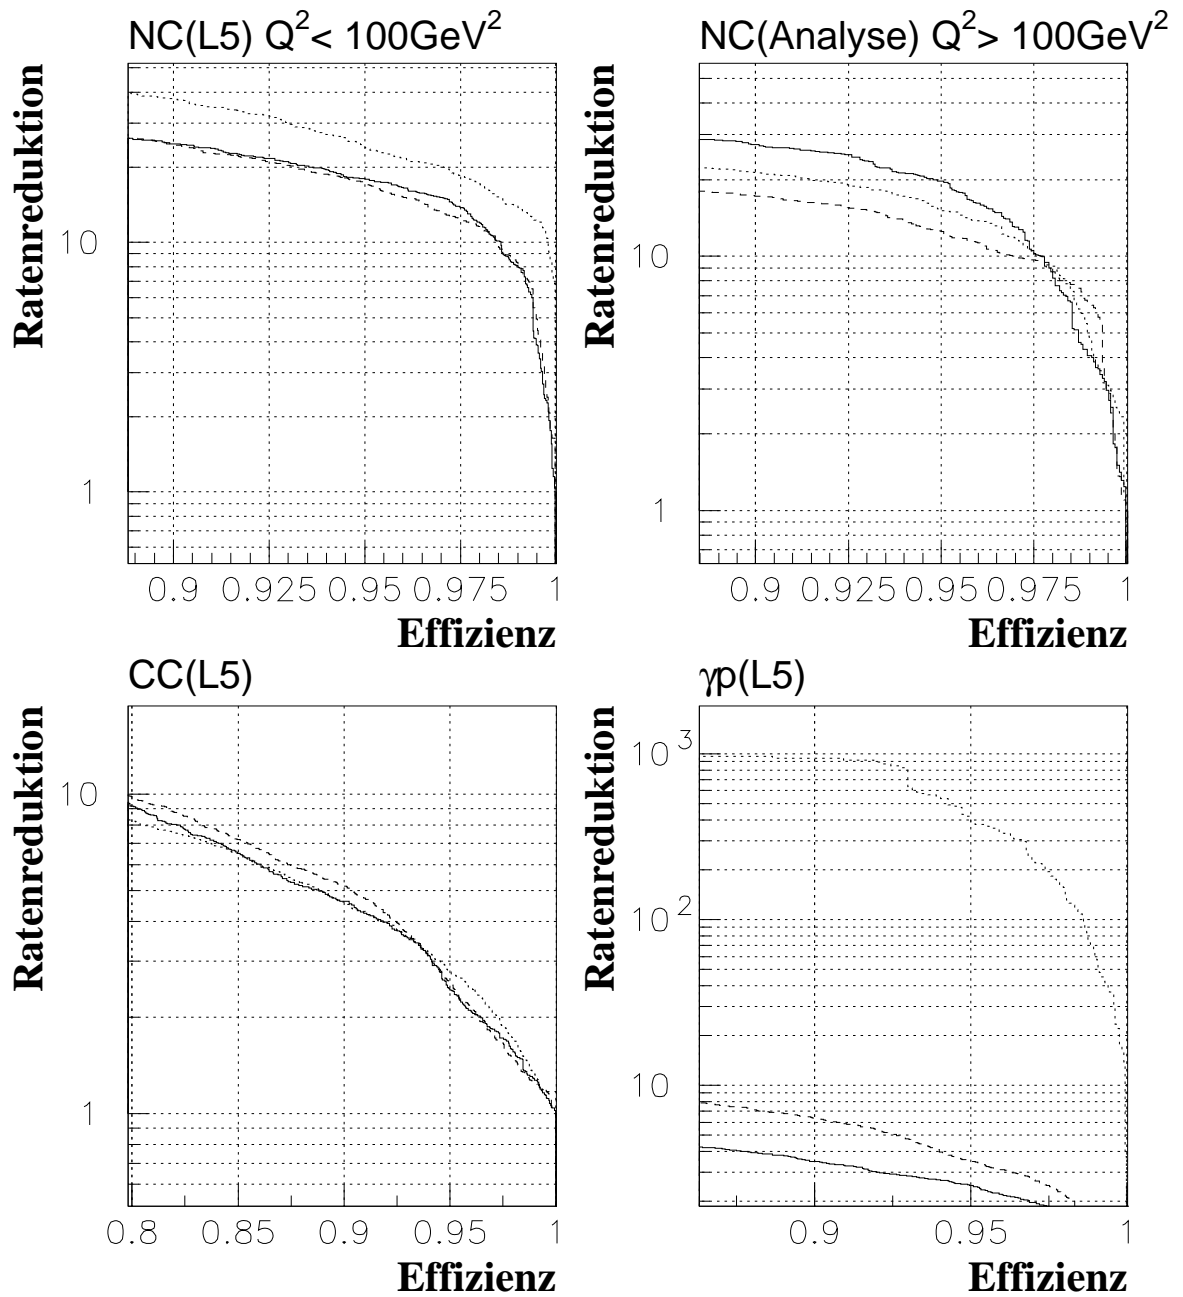 NC(L5) Q²< 100GeV²
Ratenreduktion
10
1
0.9 0.925 0.95 0.975 1
Effizienz
NC(Analyse) Q²> 100GeV²
Ratenreduktion
10
1
0.9 0.925 0.95 0.975 1
Effizienz
CC(L5)
Ratenreduktion
10
1
0.8 0.85 0.9 0.95 1
Effizienz
γp(L5)
Ratenreduktion
10³
10²
10
0.9 0.95 1
Effizienz